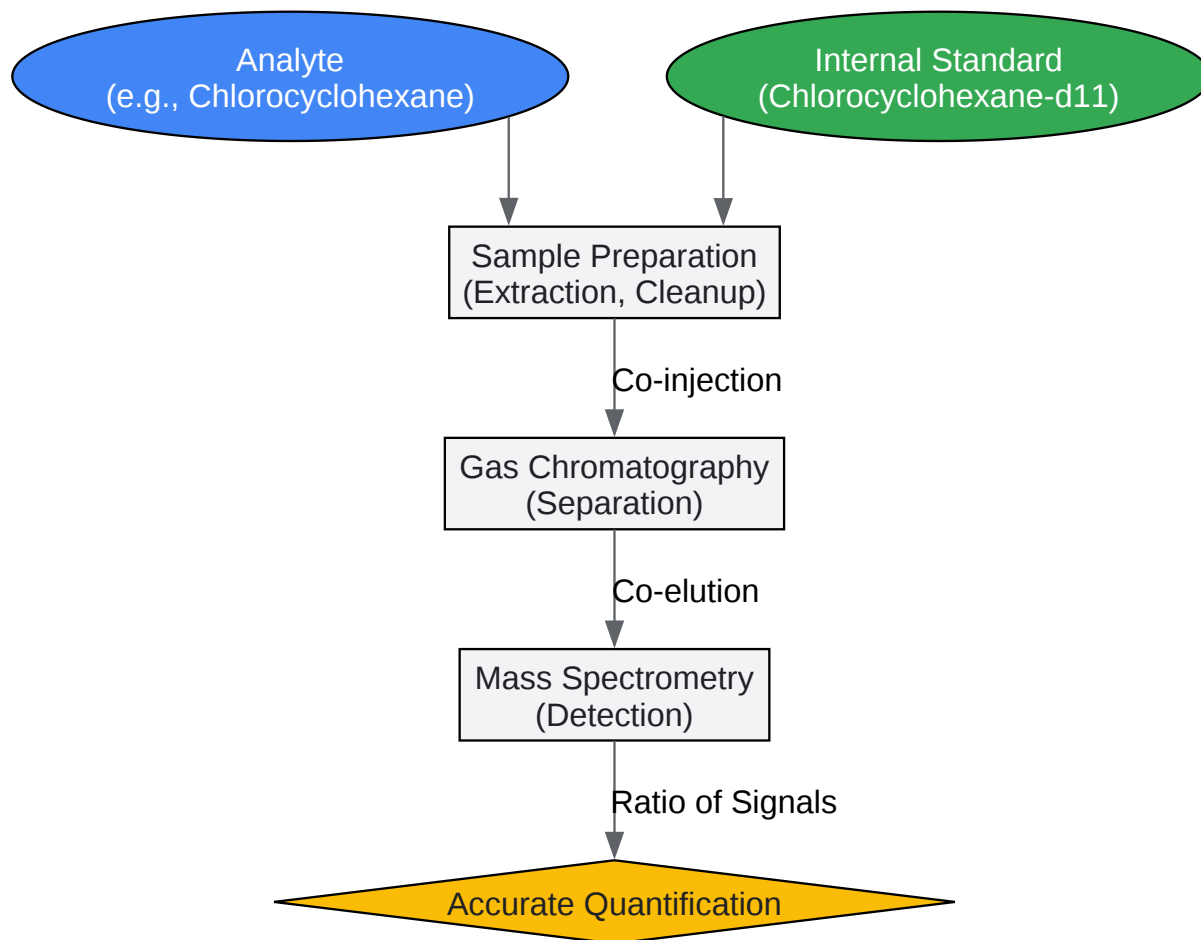 Analyte
(e.g., Chlorocyclohexane)
Internal Standard
(Chlorocyclohexane-d11)
Sample Preparation
(Extraction, Cleanup)
Co-injection
Gas Chromatography
(Separation)
Co-elution
Mass Spectrometry
(Detection)
Ratio of Signals
Accurate Quantification